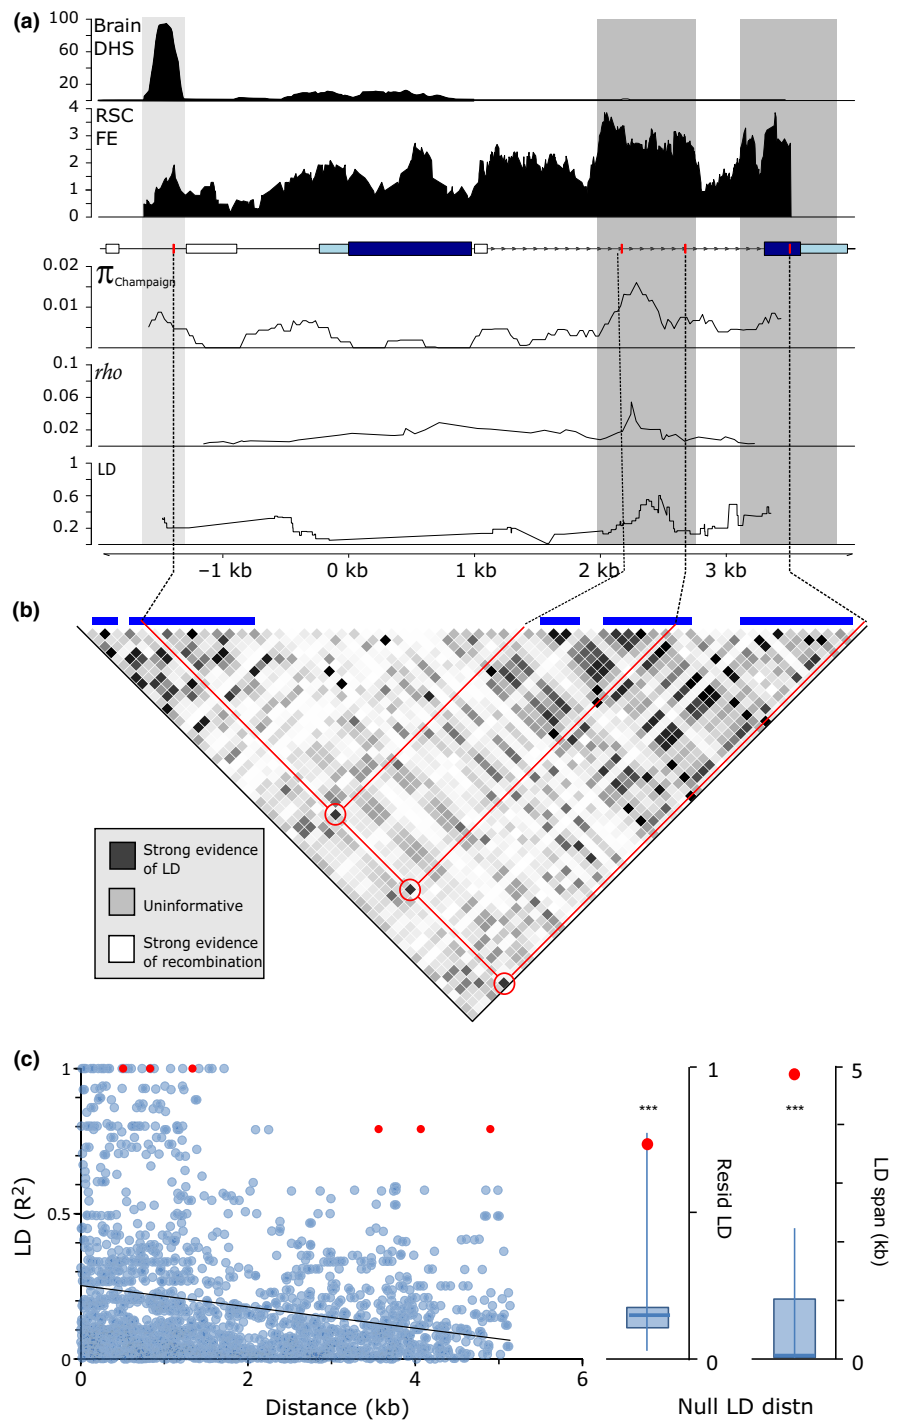 (a)
Brain
DHS
100
60
20
RSC
FE
4
3
2
1
0
πChampaign
0.02
0.01
rho
0.1
0.06
0.02
LD
1
0.6
0.2
−1 kb
0 kb
1 kb
2 kb
3 kb
(b)
Strong evidence
of LD
Uninformative
Strong evidence
of recombination
(c)
LD (R2)
1
0.5
0
0
2
4
6
Distance (kb)
***
1
0
Resid LD
***
5
0
LD span (kb)
Null LD distn